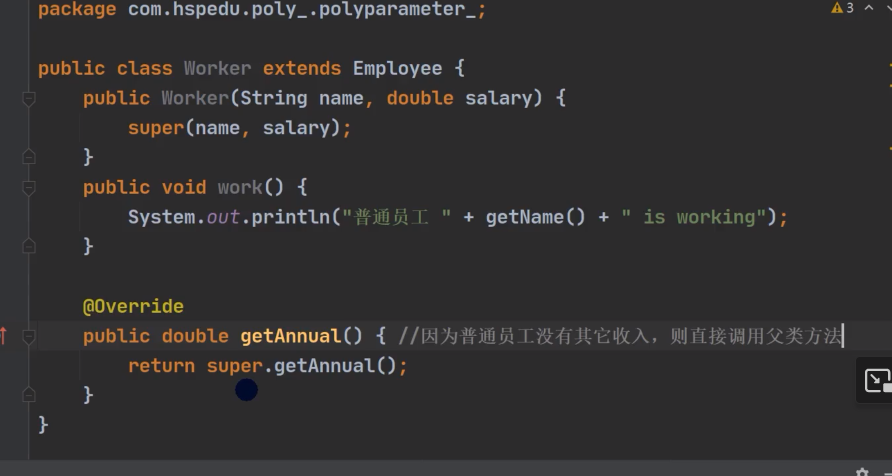 package com.hspedu.poly_.polyparameter_;
3
public class Worker extends Employee {
public Worker(String name, double salary) {
super(name, salary);
}
public void work() {
System.out.println("普通员工 " + getName() + " is working");
}
@Override
public double getAnnual() { //因为普通员工没有其它收入，则直接调用父类方法
return super.getAnnual();
}
}